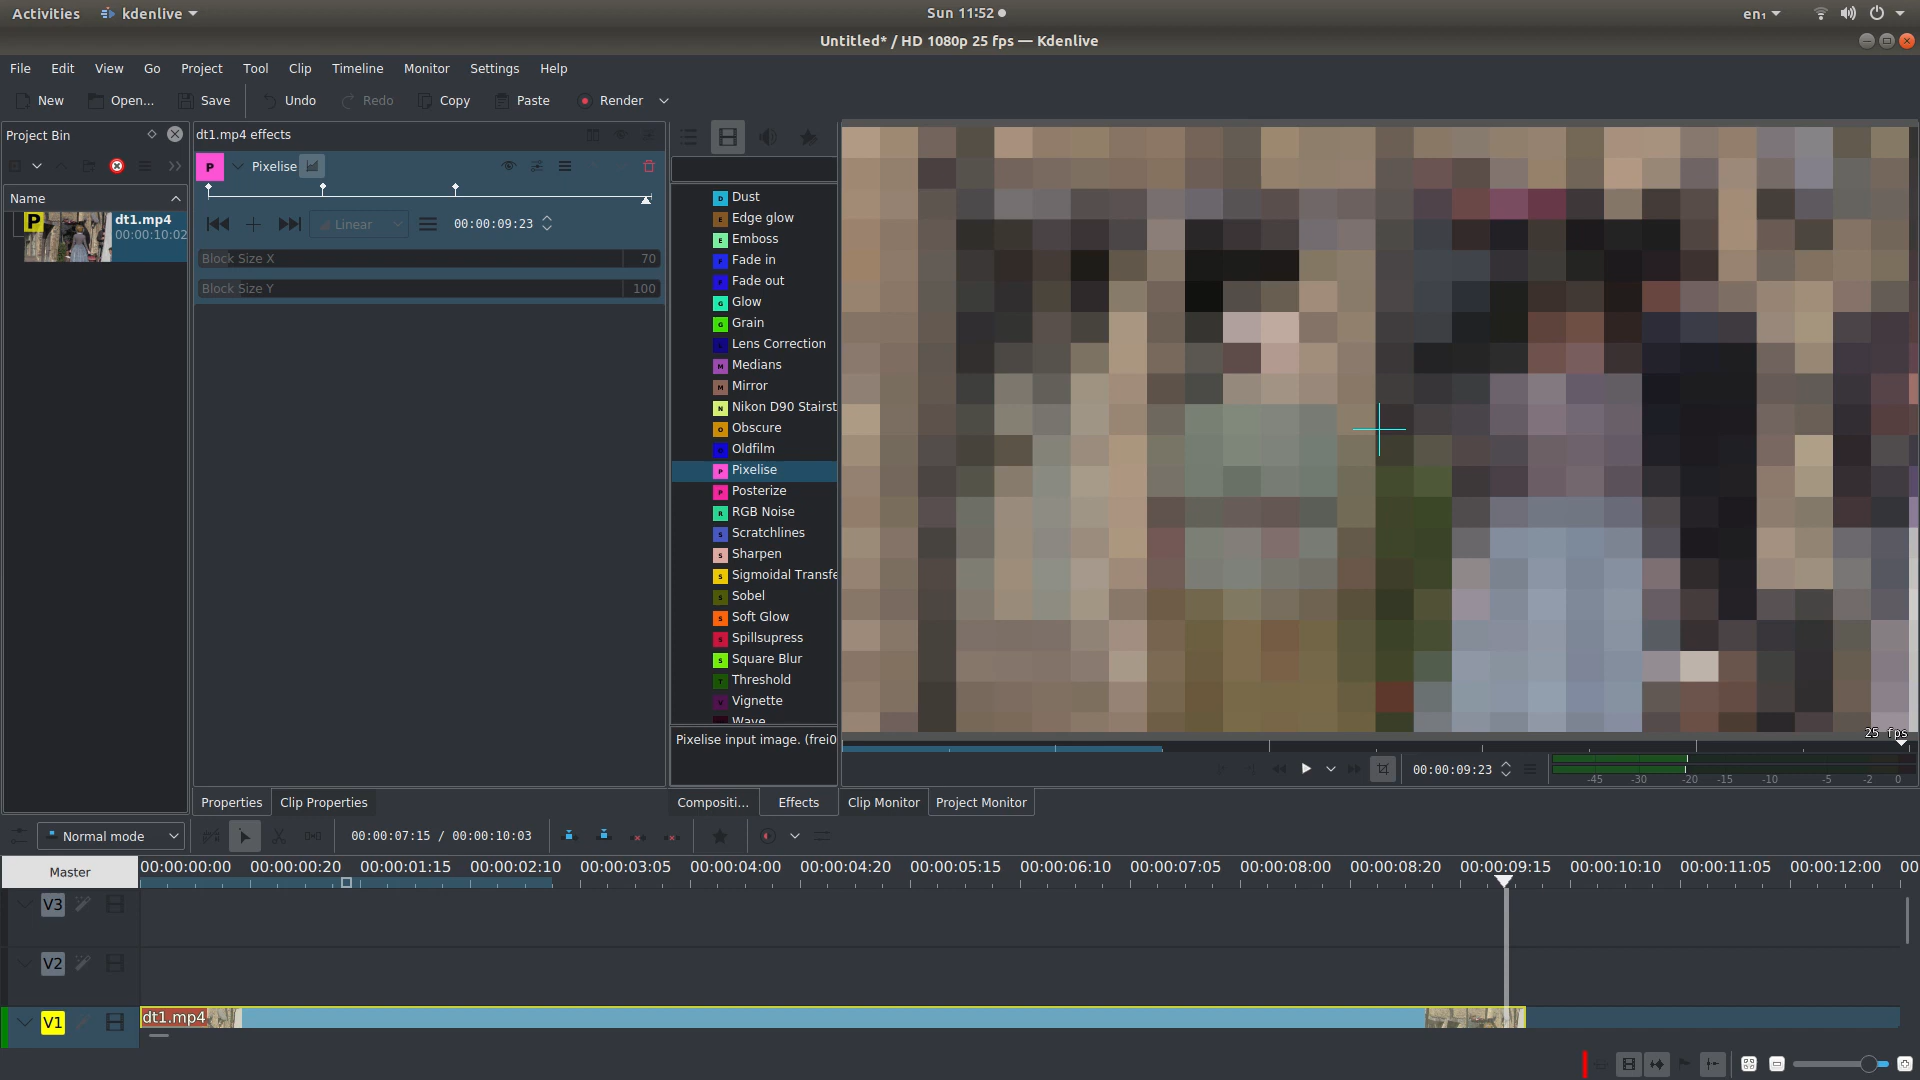 Activities
kdenlive
Sun 11:52
en₁
Untitled* / HD 1080p 25 fps — Kdenlive
File Edit View Go Project Tool Clip Timeline Monitor Settings Help
New Open... Save Undo Redo Copy Paste Render
Project Bin
Name
P
dt1.mp4
00:00:10:02
dt1.mp4 effects
P Pixelise
Linear 00:00:09:23
Block Size X 70
Block Size Y 100
D Dust
E Edge glow
E Emboss
F Fade in
F Fade out
G Glow
G Grain
L Lens Correction
M Medians
M Mirror
N Nikon D90 Stairst
O Obscure
O Oldfilm
P Pixelise
P Posterize
R RGB Noise
S Scratchlines
S Sharpen
S Sigmoidal Transfe
S Sobel
S Soft Glow
S Spillsupress
S Square Blur
T Threshold
V Vignette
Wave
Pixelise input image. (frei0
25 fps
00:00:09:23
-45 -30 -20 -15 -10 -5 -2 0
Properties Clip Properties
Compositi... Effects
Clip Monitor Project Monitor
Normal mode
00:00:07:15 / 00:00:10:03
Master
00:00:00:00 00:00:00:20 00:00:01:15 00:00:02:10 00:00:03:05 00:00:04:00 00:00:04:20 00:00:05:15 00:00:06:10 00:00:07:05 00:00:08:00 00:00:08:20 00:00:09:15 00:00:10:10 00:00:11:05 00:00:12:00 00
V3
V2
V1
dt1.mp4